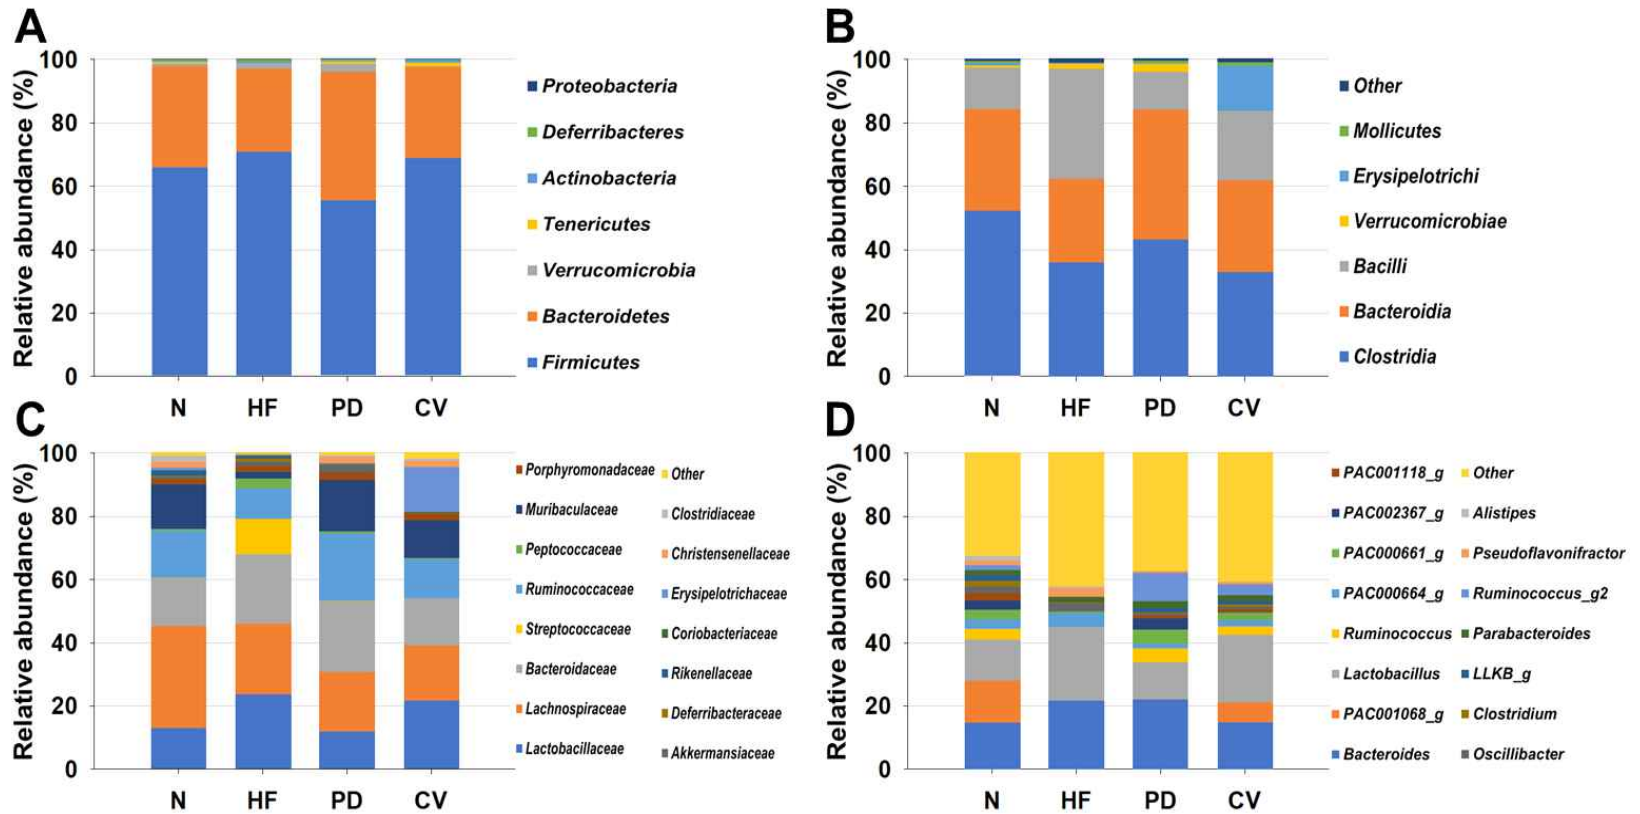 A
Relative abundance (%)
100
80
60
40
20
0
N HF PD CV
Proteobacteria
Deferribacteres
Actinobacteria
Tenericutes
Verrucomicrobia
Bacteroidetes
Firmicutes
B
Relative abundance (%)
100
80
60
40
20
0
N HF PD CV
Other
Mollicutes
Erysipelotrichi
Verrucomicrobiae
Bacilli
Bacteroidia
Clostridia
C
Relative abundance (%)
100
80
60
40
20
0
N HF PD CV
Porphyromonadaceae Other
Muribaculaceae Clostridiaceae
Peptococcaceae Christensenellaceae
Ruminococcaceae Erysipelotrichaceae
Streptococcaceae Coriobacteriaceae
Bacteroidaceae Rikenellaceae
Lachnospiraceae Deferribacteraceae
Lactobacillaceae Akkermansiaceae
D
Relative abundance (%)
100
80
60
40
20
0
N HF PD CV
PAC001118_g Other
PAC002367_g Alistipes
PAC000661_g Pseudoflavonifractor
PAC000664_g Ruminococcus_g2
Ruminococcus Parabacteroides
Lactobacillus LLKB_g
PAC001068_g Clostridium
Bacteroides Oscillibacter